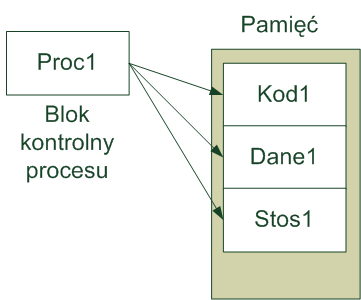 Pamięć
Proc1
Blok
kontrolny
procesu
Kod1
Dane1
Stos1